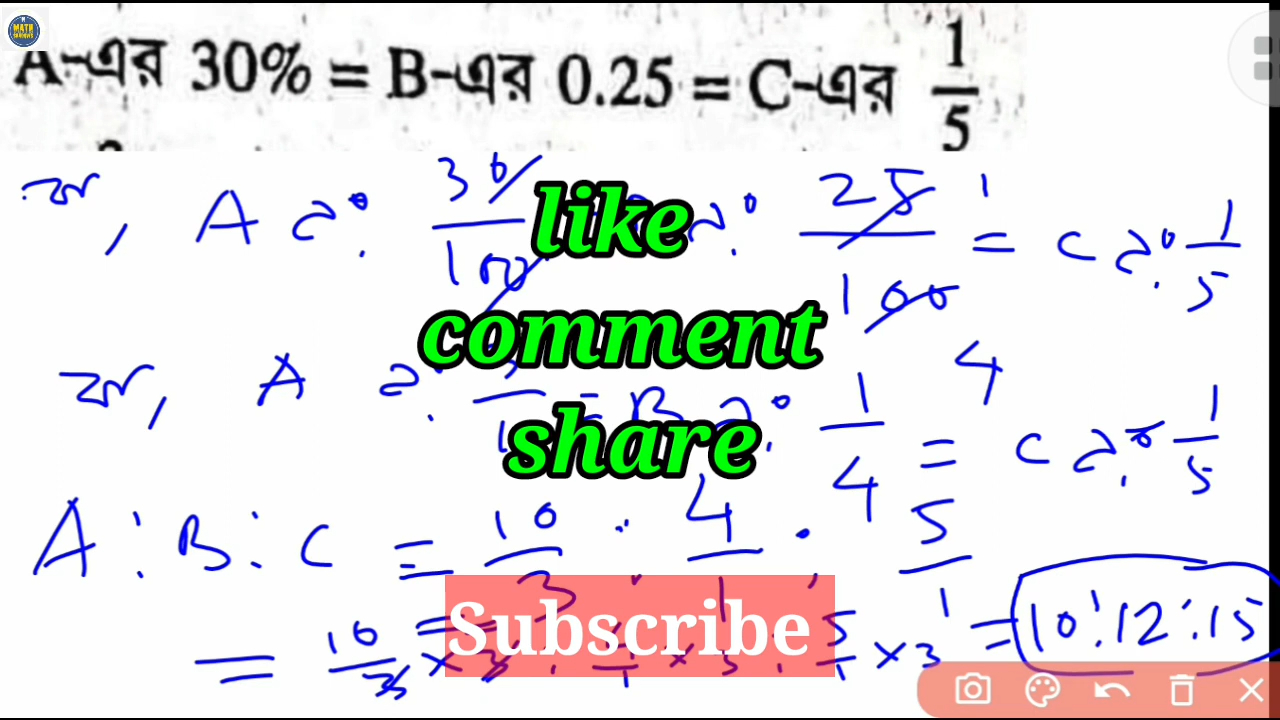 MATH
A-এর 30% = B-এর 0.25 = C-এর 1/5
বা, A এর 30/100 = B এর 25/100 = C এর 1/5
like
comment
share
বা, A এর 3/10 = B এর 1/4 = C এর 1/5
A : B : C = 10/3 : 4/1 : 5/1
= 10/3 × 3 : 4/1 × 3 : 5/1 × 3 = 10:12:15
Subscribe